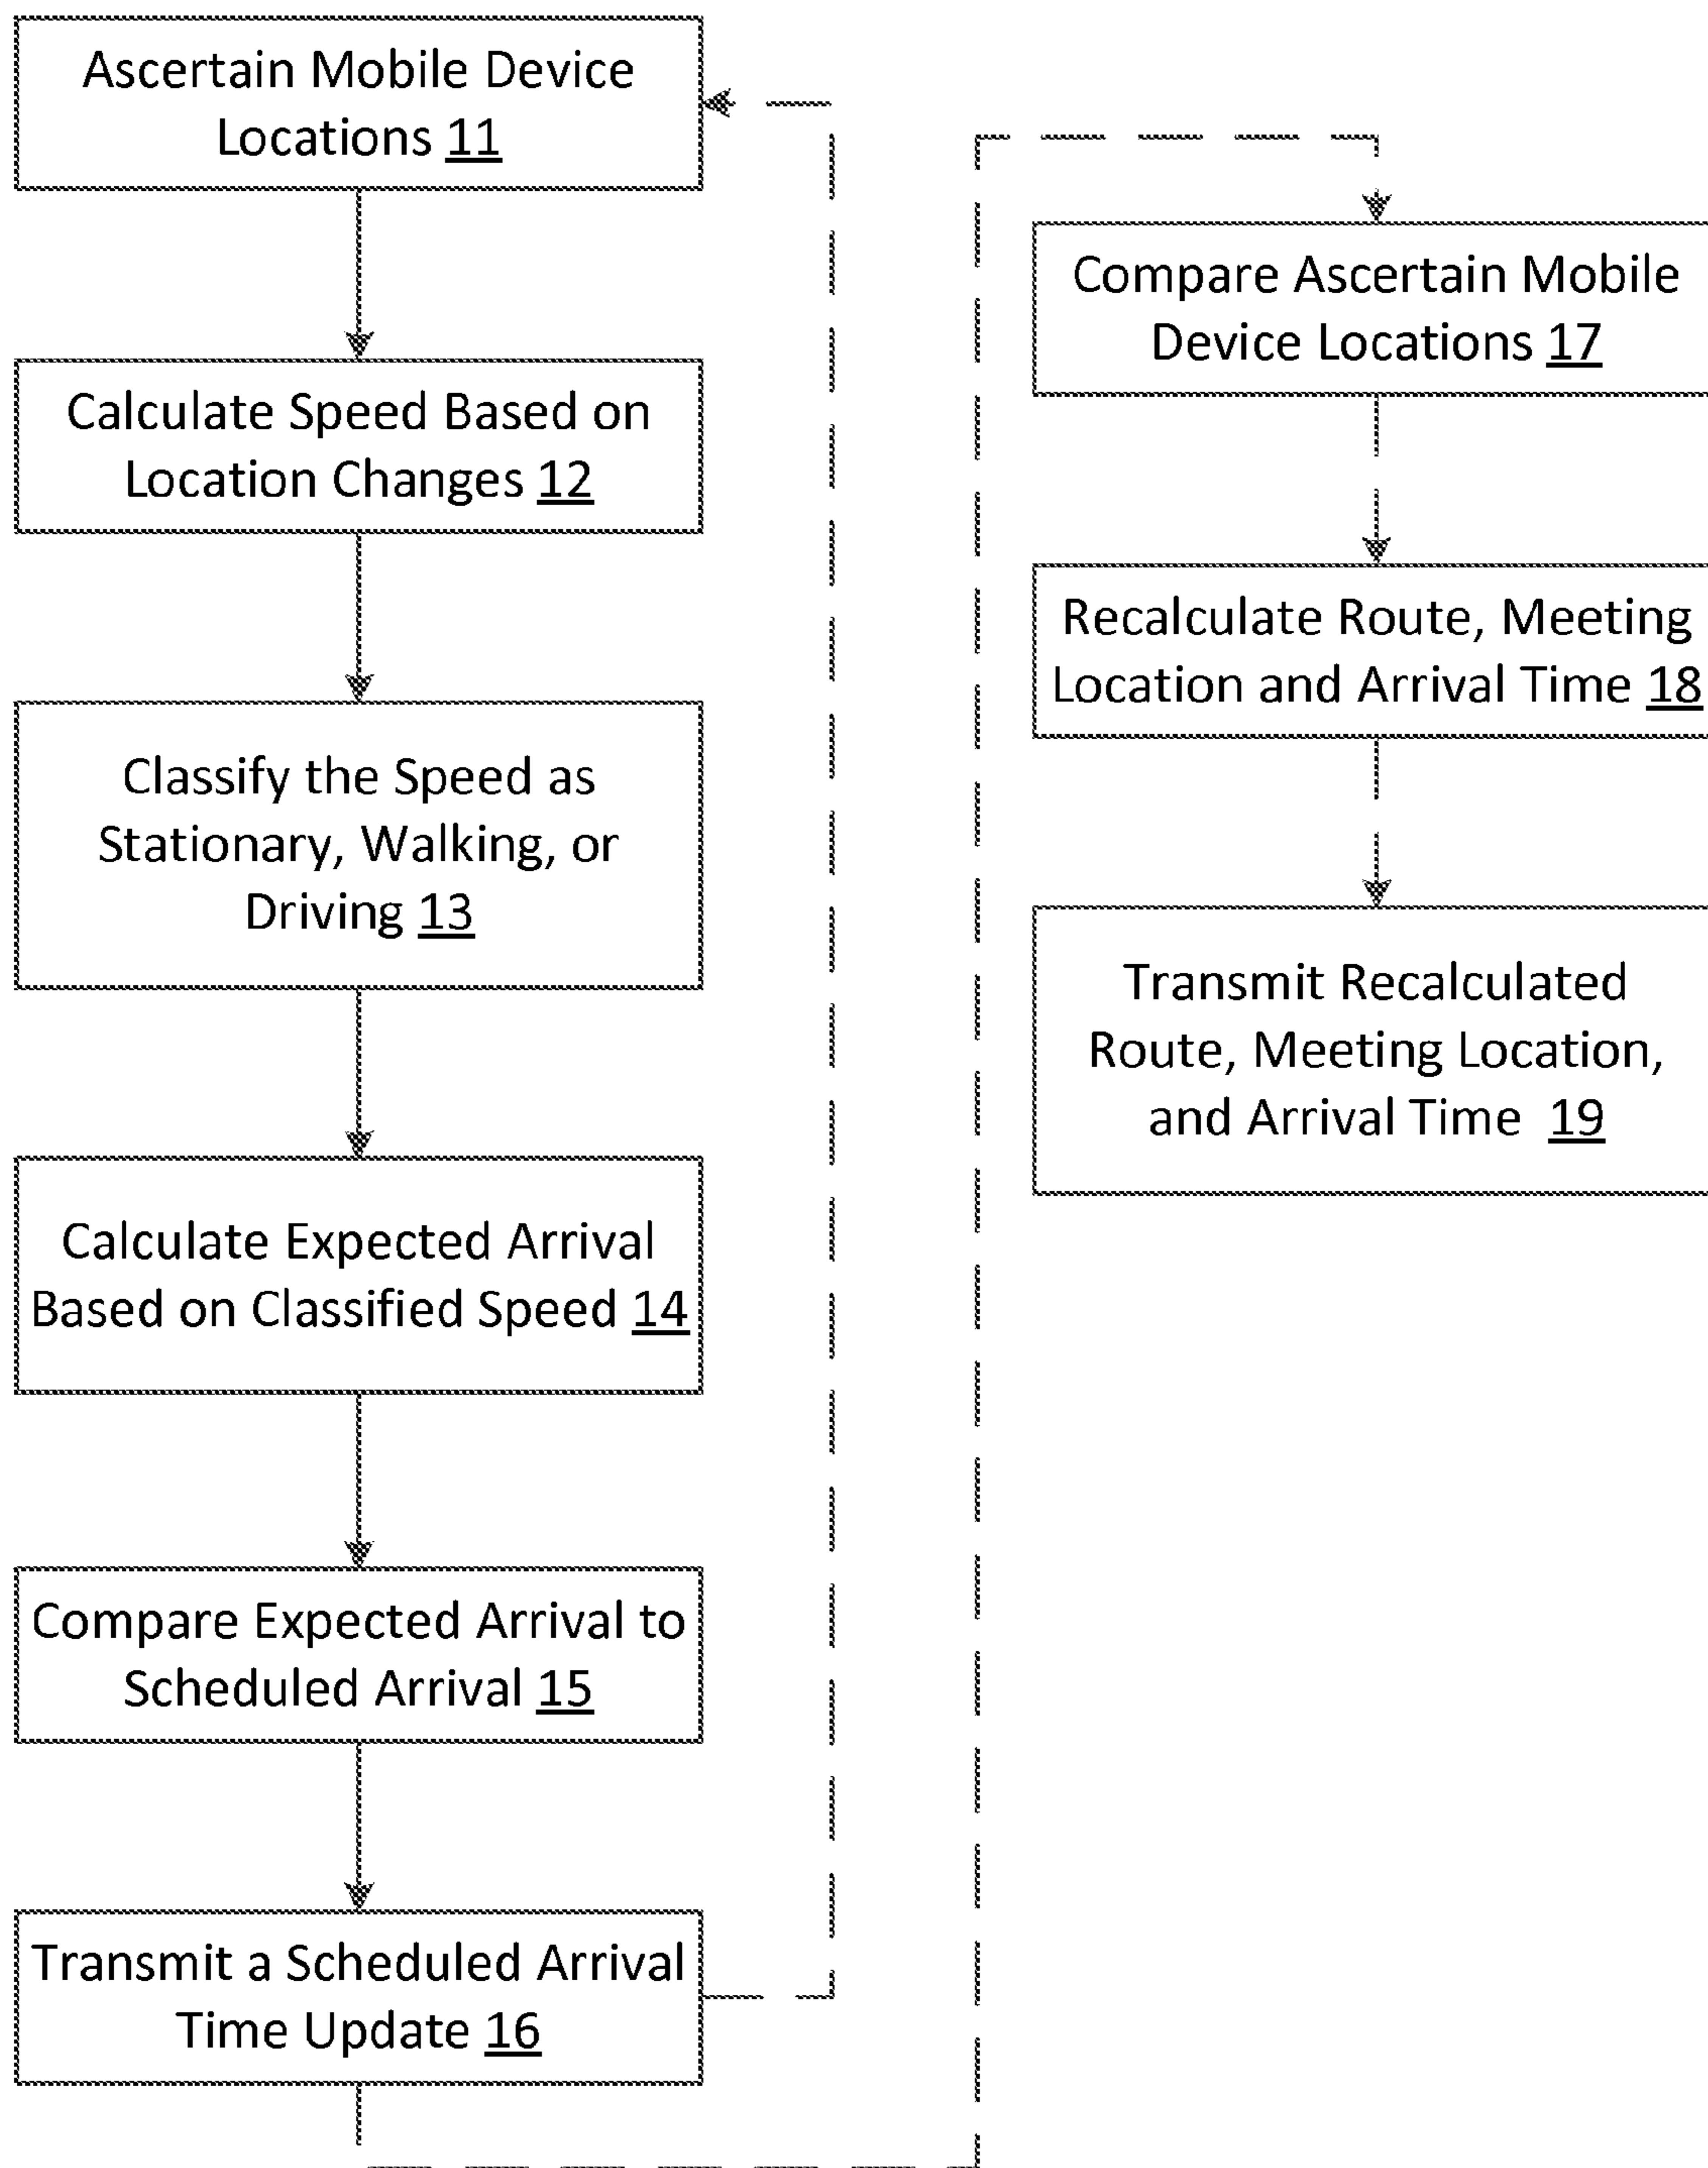 Ascertain Mobile Device
Locations 11
Calculate Speed Based on
Location Changes 12
Classify the Speed as
Stationary, Walking, or
Driving 13
Calculate Expected Arrival
Based on Classified Speed 14
Compare Expected Arrival to
Scheduled Arrival 15
Transmit a Scheduled Arrival
Time Update 16
Compare Ascertain Mobile
Device Locations 17
Recalculate Route, Meeting
Location and Arrival Time 18
Transmit Recalculated
Route, Meeting Location,
and Arrival Time 19